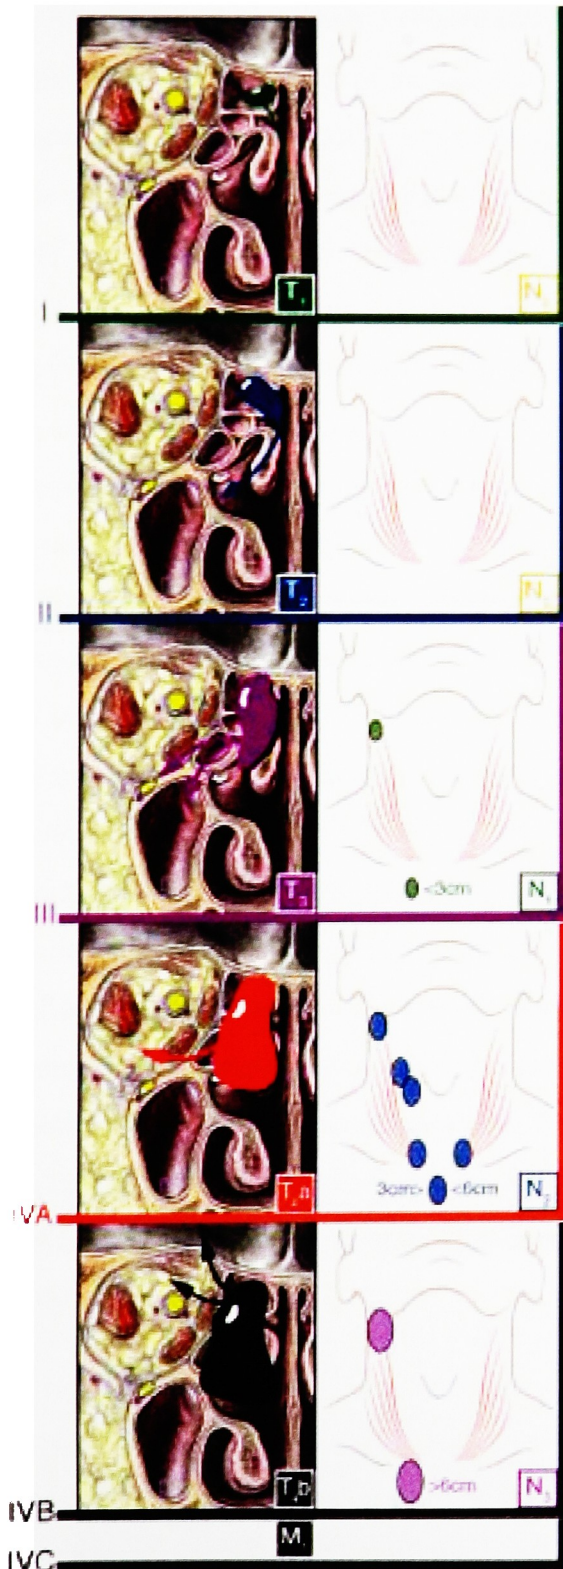 T₁
N₀
I
T₂
N₀
II
<3cm
T₃
N₁
III
3cm> <6cm
T₄a
N₂
IVA
>6cm
T₄b
N₃
IVB
M₁
IVC